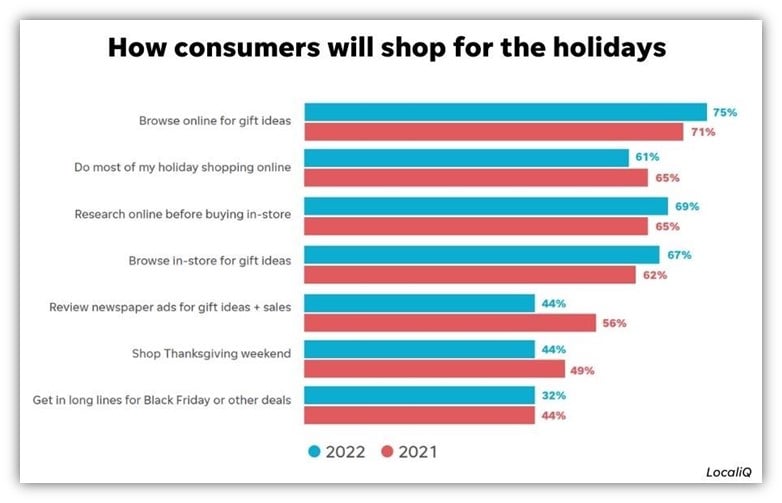 How consumers will shop for the holidays
Browse online for gift ideas
75%
71%
Do most of my holiday shopping online
61%
65%
Research online before buying in-store
69%
65%
Browse in-store for gift ideas
67%
62%
Review newspaper ads for gift ideas + sales
44%
56%
Shop Thanksgiving weekend
44%
49%
Get in long lines for Black Friday or other deals
32%
44%
2022 2021
LocaliQ